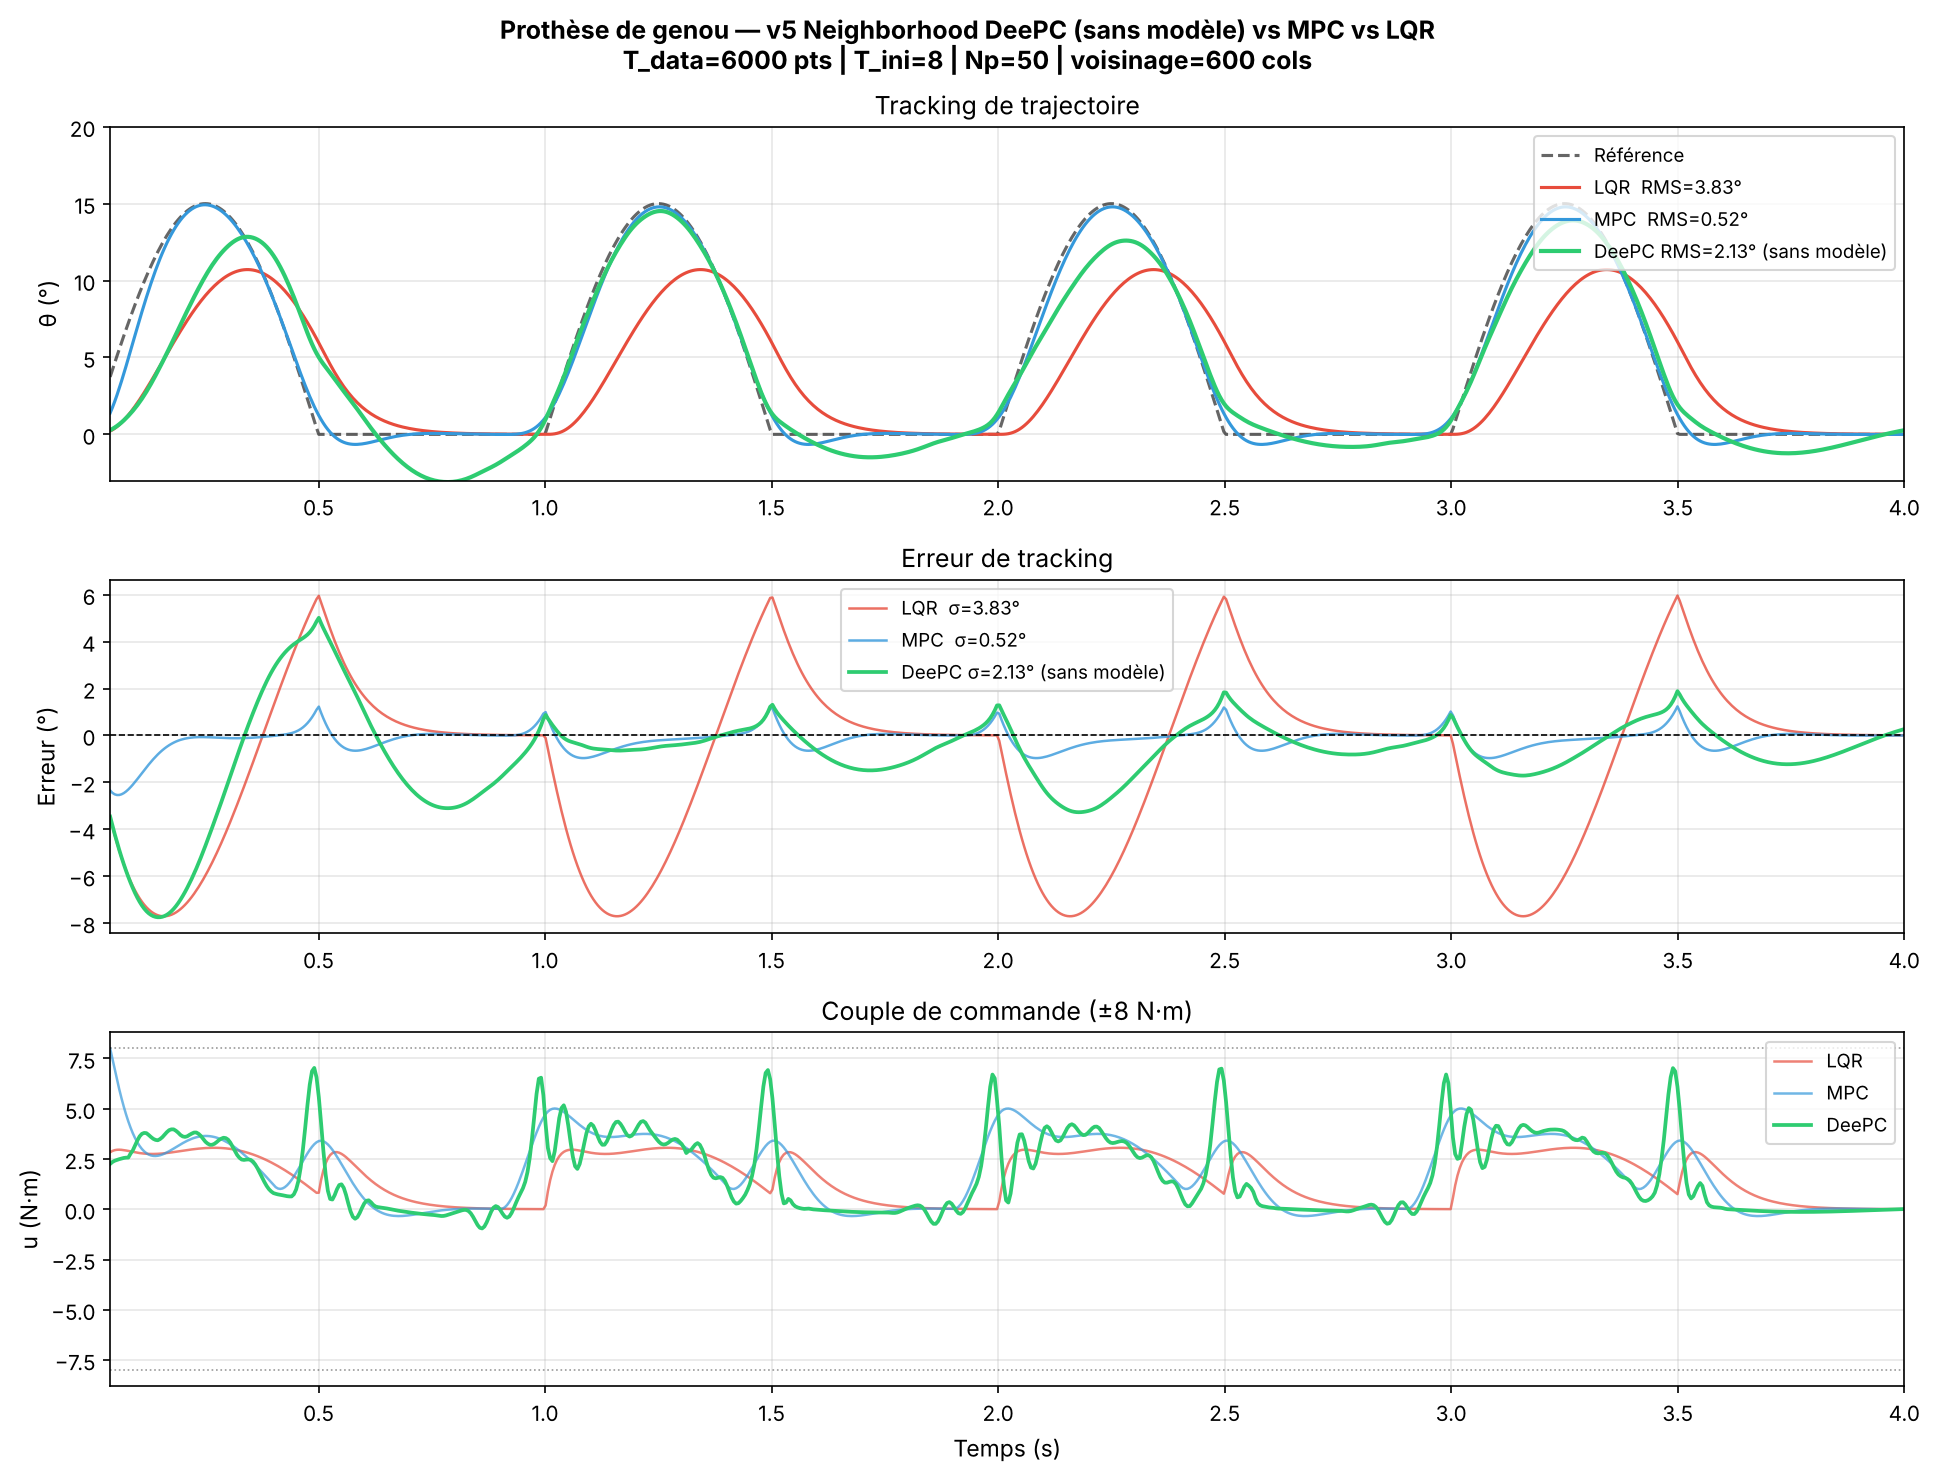 Prothèse de genou — v5 Neighborhood DeePC (sans modèle) vs MPC vs LQR
T_data=6000 pts | T_ini=8 | Np=50 | voisinage=600 cols
Tracking de trajectoire
20
15
10
5
0
θ (°)
Référence
LQR RMS=3.83°
MPC RMS=0.52°
DeePC RMS=2.13° (sans modèle)
0.5 1.0 1.5 2.0 2.5 3.0 3.5 4.0
Erreur de tracking
6
4
2
0
−2
−4
−6
−8
Erreur (°)
LQR σ=3.83°
MPC σ=0.52°
DeePC σ=2.13° (sans modèle)
0.5 1.0 1.5 2.0 2.5 3.0 3.5 4.0
Couple de commande (±8 N·m)
7.5
5.0
2.5
0.0
−2.5
−5.0
−7.5
u (N·m)
LQR
MPC
DeePC
0.5 1.0 1.5 2.0 2.5 3.0 3.5 4.0
Temps (s)